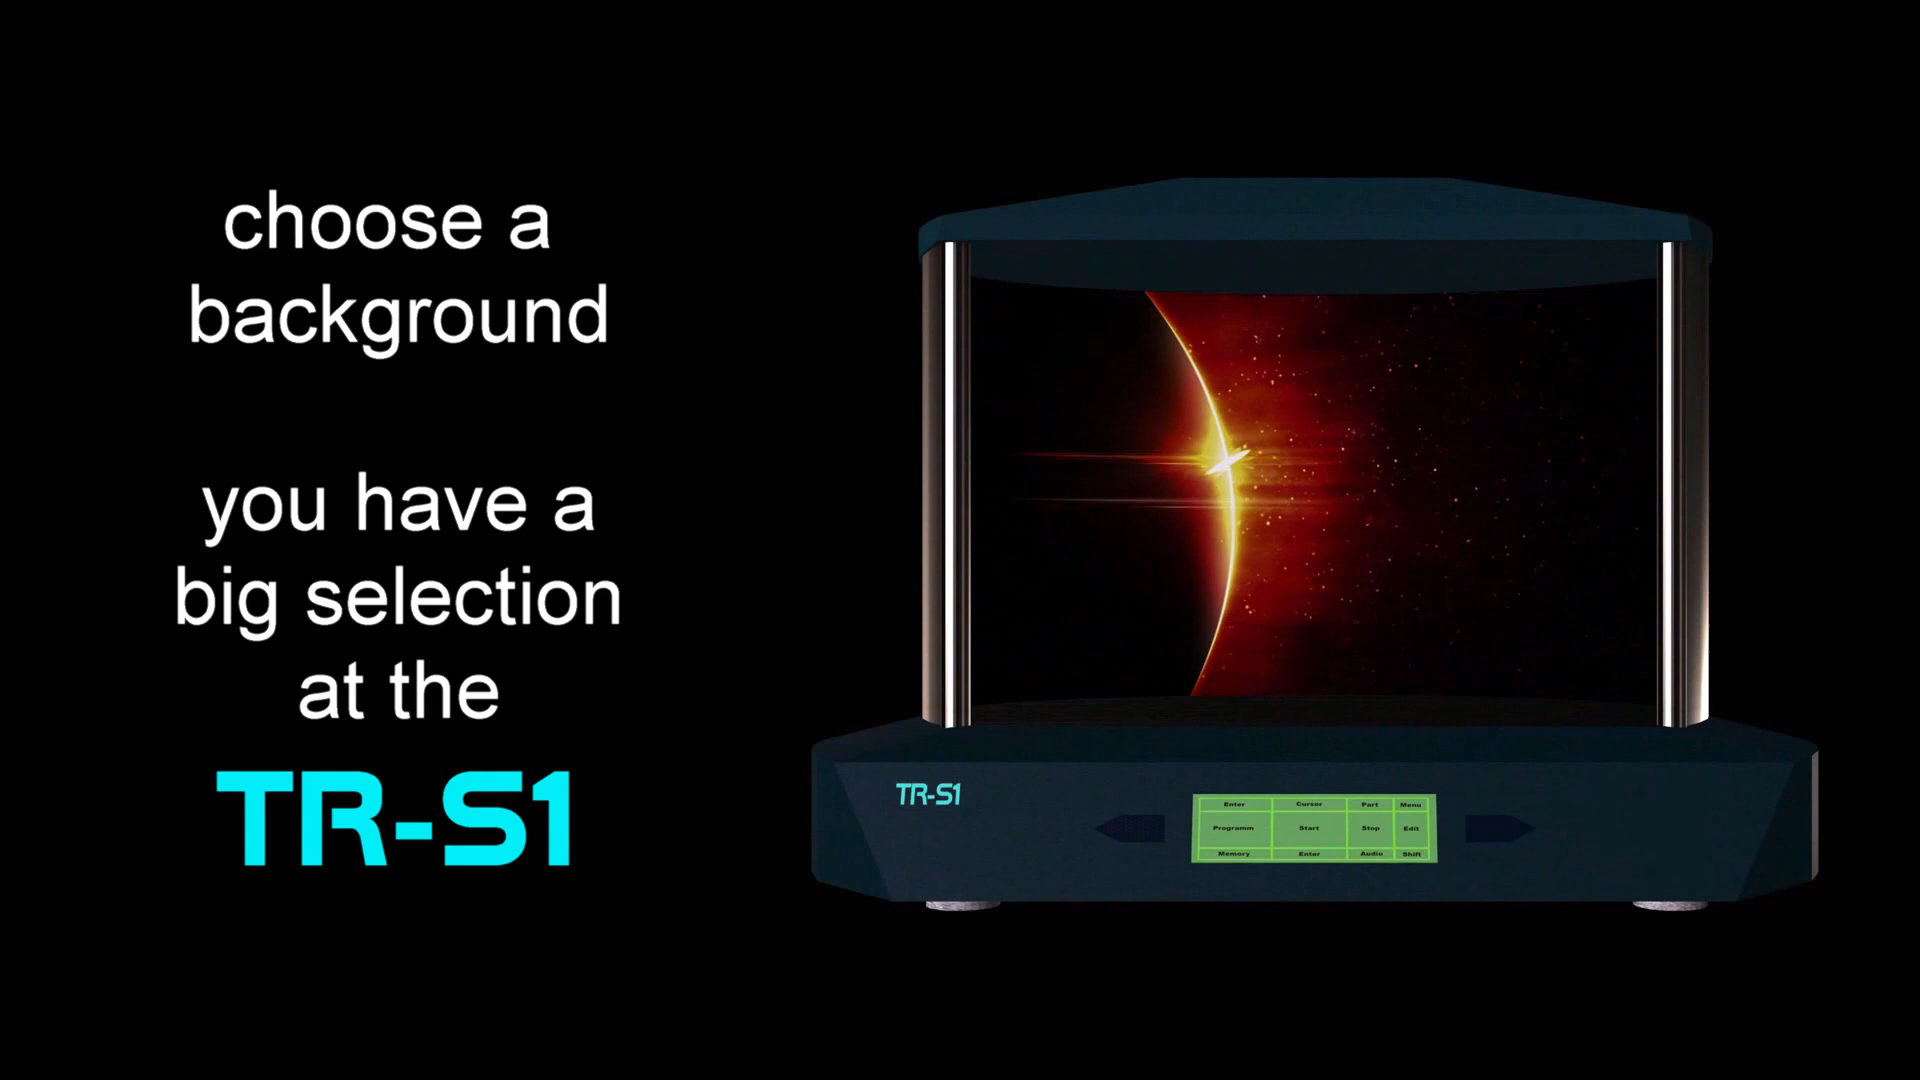 choose a
background
you have a
big selection
at the
TR-S1
TR-S1
Enter Cursor Part Menu
Programm Start Stop Edit
Memory Enter Audio Shift